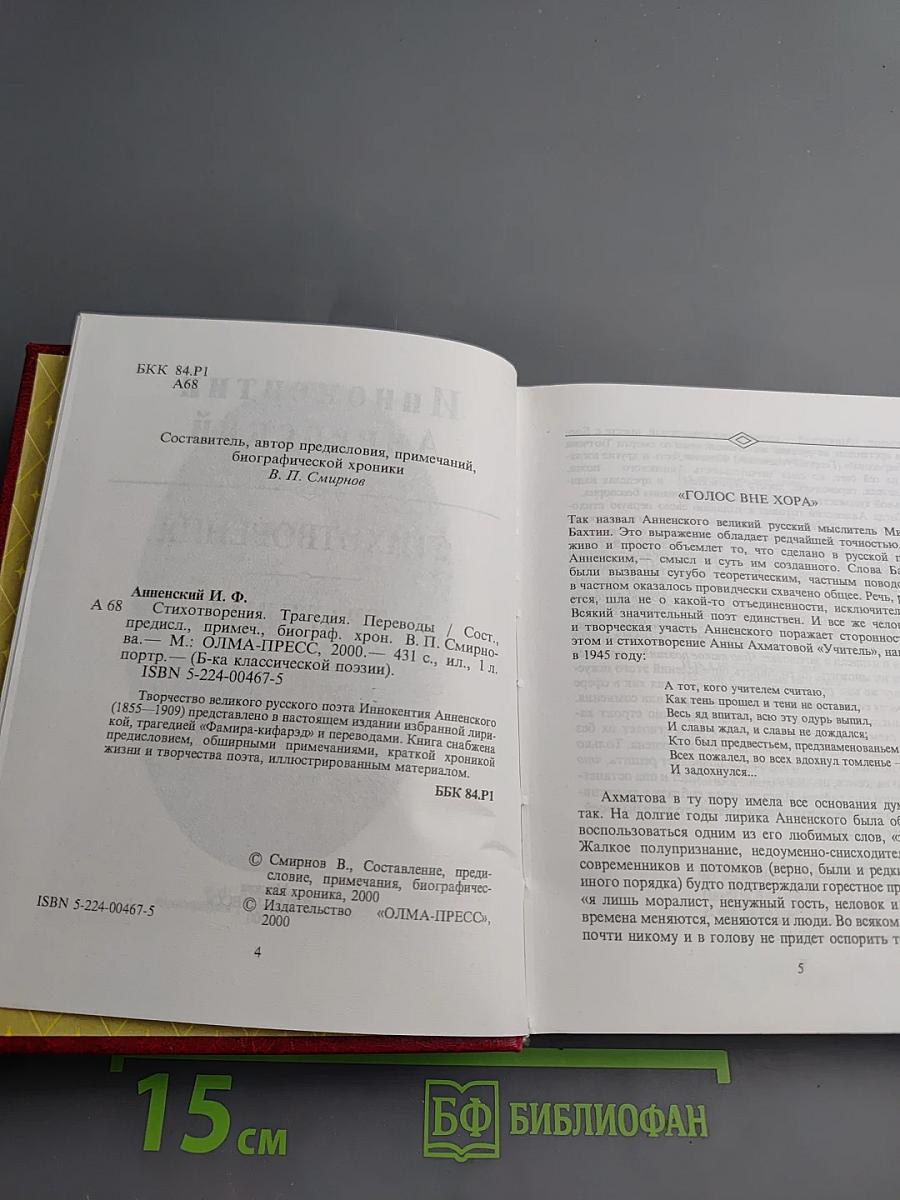 БКК 84.Р1
А68
Составитель, автор предисловия, примечаний,
биографической хроники
В. П. Смирнов
Анненский И. Ф.
А 68 Стихотворения. Трагедия. Переводы / Сост.,
предисл., примеч., биограф. хрон. В. П. Смирно-
ва.— М.: ОЛМА-ПРЕСС, 2000.— 431 с., ил., 1 л.
портр.— (Б-ка классической поэзии).
ISBN 5-224-00467-5
Творчество великого русского поэта Иннокентия Анненского
(1855—1909) представлено в настоящем издании избранной лири-
кой, трагедией «Фамира-кифарэд» и переводами. Книга снабжена
предисловием, обширными примечаниями, краткой хроникой
жизни и творчества поэта, иллюстрированным материалом.
ББК 84.Р1
© Смирнов В., Составление, преди-
словие, примечания, биографичес-
кая хроника, 2000
ISBN 5-224-00467-5
© Издательство «ОЛМА-ПРЕСС»,
2000
4
«ГОЛОС ВНЕ ХОРА»
Так назвал Анненского великий русский мыслитель
Бахтин. Это выражение обладает редчайшей точностью.
живо и просто объемлет то, что сделано в русской
Анненским,— смысл и суть им созданного. Слова
были вызваны сугубо теоретическим, частным
в частном оказалось провидчески схвачено общее. Речь,
ется, шла не о какой-то отъединенности,
Всякий значительный поэт единствен. И все же
и творческая участь Анненского поражает
этом и стихотворение Анны Ахматовой «Учитель»,
в 1945 году:
А тот, кого учителем считаю,
Как тень прошел и тени не оставил,
Весь яд впитал, всю эту одурь выпил,
И славы ждал, и славы не дождался;
Кто был предвестьем, предзнаменованьем
Всех пожалел, во всех вдохнул томленье —
И задохнулся...
Ахматова в ту пору имела все основания
так. На долгие годы лирика Анненского была
воспользоваться одним из его любимых слов,
Жалкое полупризнание,
современников и потомков (верно, были и
иного порядка) будто подтверждали горестное
«я лишь моралист, ненужный гость, неловок и
времена меняются, меняются и люди. Во всяком
почти никому и в голову не придет оспорить
5
15 см
БФ БИБЛИОФАН